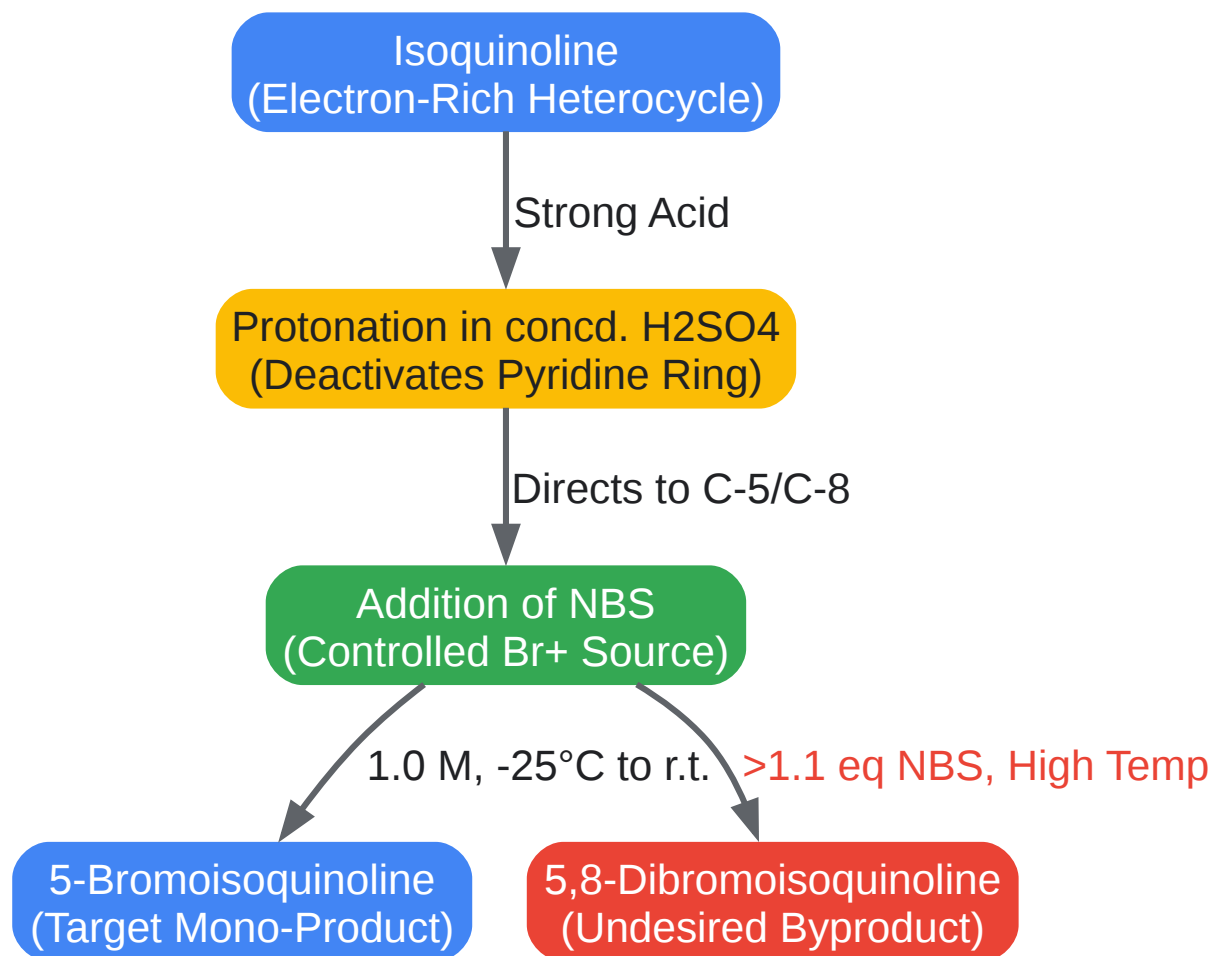 Isoquinoline
(Electron-Rich Heterocycle)
Strong Acid
Protonation in concd. H2SO4
(Deactivates Pyridine Ring)
Directs to C-5/C-8
Addition of NBS
(Controlled Br+ Source)
1.0 M, -25°C to r.t.
>1.1 eq NBS, High Temp
5-Bromoisoquinoline
(Target Mono-Product)
5,8-Dibromoisoquinoline
(Undesired Byproduct)